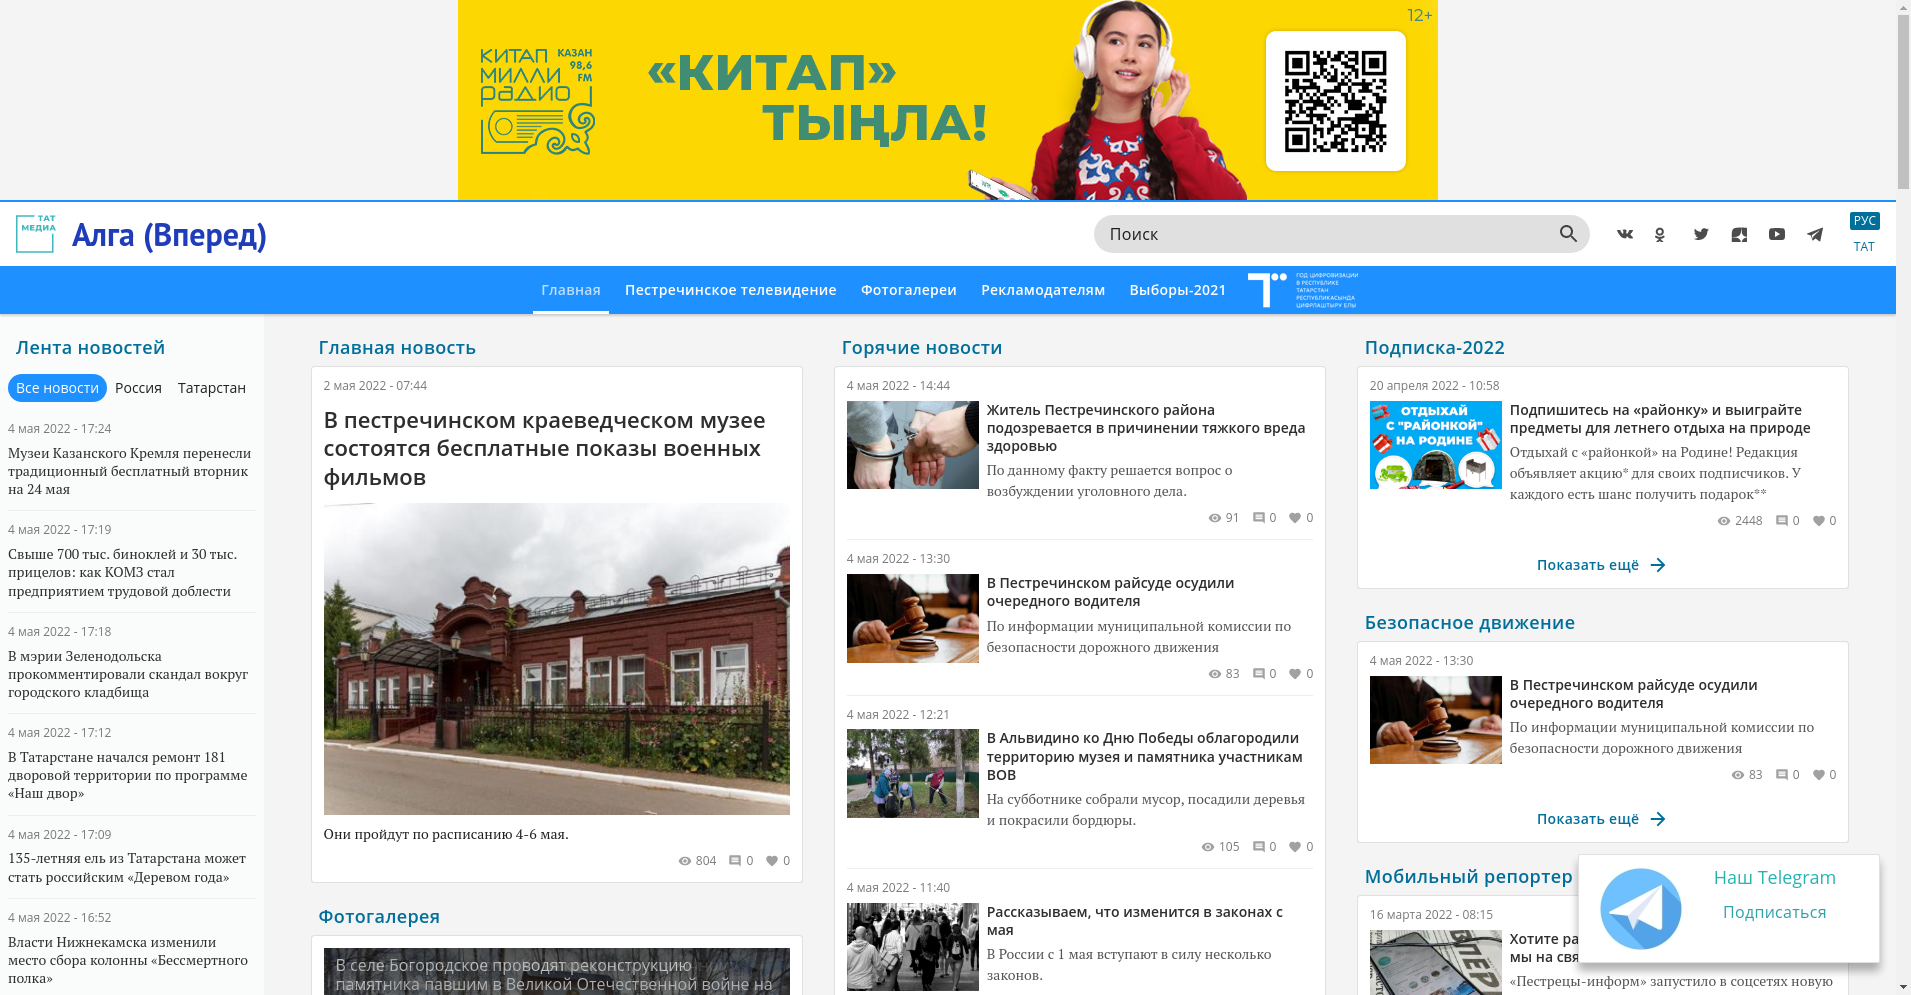 12+
КИТАП КАЗАН
МИЛЛИ 98,6
РАДИО FM
«КИТАП»
ТЫҢЛА!
ТАТ
МЕДИА
Алга (Вперед)
Поиск
РУС
ТАТ
Главная Пестречинское телевидение Фотогалереи Рекламодателям Выборы-2021
ГОД ЦИФРОВИЗАЦИИ
В РЕСПУБЛИКЕ
ТАТАРСТАН
РЕСПУБЛИКАСЫНДА
ЦИФРЛАШТЫРУ ЕЛЫ
Лента новостей
Все новости Россия Татарстан
4 мая 2022 - 17:24
Музеи Казанского Кремля перенесли
традиционный бесплатный вторник
на 24 мая
4 мая 2022 - 17:19
Свыше 700 тыс. биноклей и 30 тыс.
прицелов: как КОМЗ стал
предприятием трудовой доблести
4 мая 2022 - 17:18
В мэрии Зеленодольска
прокомментировали скандал вокруг
городского кладбища
4 мая 2022 - 17:12
В Татарстане начался ремонт 181
дворовой территории по программе
«Наш двор»
4 мая 2022 - 17:09
135-летняя ель из Татарстана может
стать российским «Деревом года»
4 мая 2022 - 16:52
Власти Нижнекамска изменили
место сбора колонны «Бессмертного
полка»
Главная новость
2 мая 2022 - 07:44
В пестречинском краеведческом музее
состоятся бесплатные показы военных
фильмов
Они пройдут по расписанию 4-6 мая.
804 0 0
Фотогалерея
В селе Богородское проводят реконструкцию
памятника павшим в Великой Отечественной войне на
Горячие новости
4 мая 2022 - 14:44
Житель Пестречинского района
подозревается в причинении тяжкого вреда
здоровью
По данному факту решается вопрос о
возбуждении уголовного дела.
91 0 0
4 мая 2022 - 13:30
В Пестречинском райсуде осудили
очередного водителя
По информации муниципальной комиссии по
безопасности дорожного движения
83 0 0
4 мая 2022 - 12:21
В Альвидино ко Дню Победы облагородили
территорию музея и памятника участникам
ВОВ
На субботнике собрали мусор, посадили деревья
и покрасили бордюры.
105 0 0
4 мая 2022 - 11:40
Рассказываем, что изменится в законах с
мая
В России с 1 мая вступают в силу несколько
законов.
Подписка-2022
20 апреля 2022 - 10:58
ОТДЫХАЙ
С "РАЙОНКОЙ"
НА РОДИНЕ
Подпишитесь на «районку» и выиграйте
предметы для летнего отдыха на природе
Отдыхай с «районкой» на Родине! Редакция
объявляет акцию* для своих подписчиков. У
каждого есть шанс получить подарок**
2448 0 0
Показать ещё
Безопасное движение
4 мая 2022 - 13:30
В Пестречинском райсуде осудили
очередного водителя
По информации муниципальной комиссии по
безопасности дорожного движения
83 0 0
Показать ещё
Мобильный репортер
16 марта 2022 - 08:15
Хотите ра
мы на свя
«Пестрецы-информ» запустило в соцсетях новую
Наш Telegram
Подписаться